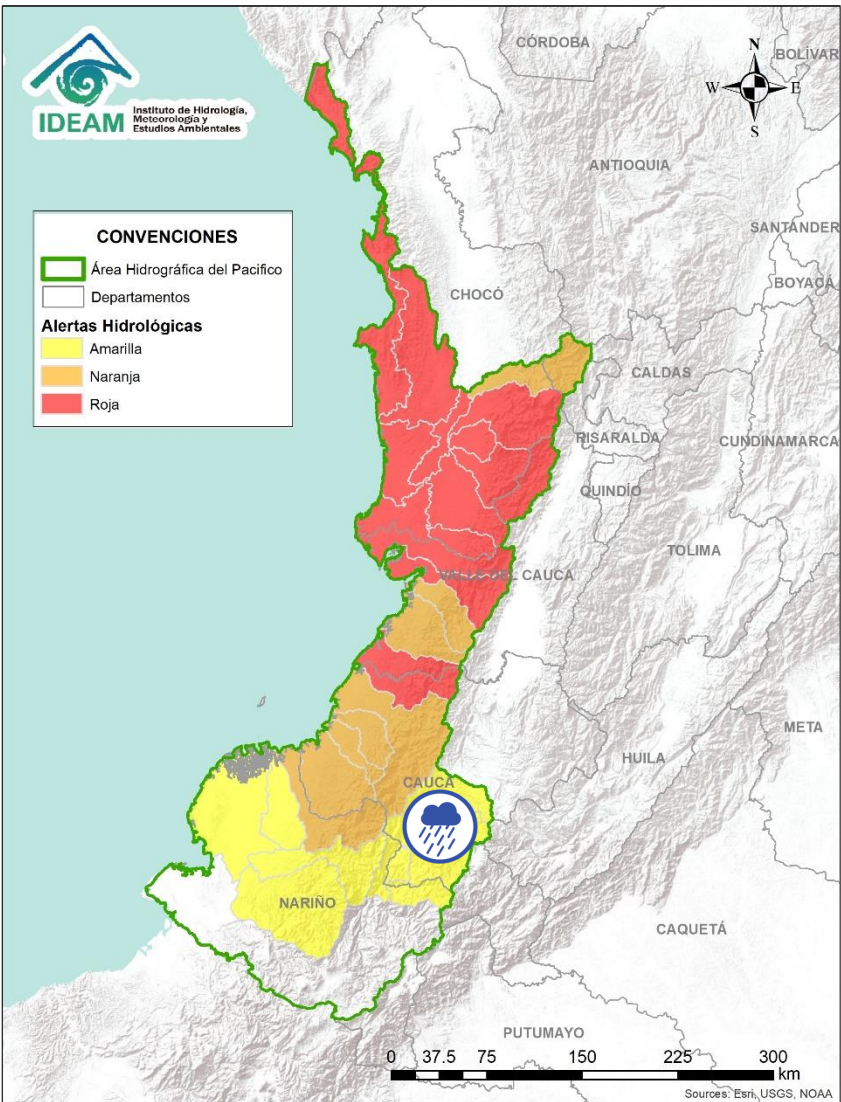 IDEAM
Instituto de Hidrología,
Meteorología y
Estudios Ambientales
CONVENCIONES
Área Hidrográfica del Pacifico
Departamentos
Alertas Hidrológicas
Amarilla
Naranja
Roja
N
W
E
S
CÓRDOBA
BOLÍVAR
ANTIOQUIA
SANTANDER
BOYACÁ
CHOCÓ
CALDAS
RISARALDA
CUNDINAMARCA
QUINDÍO
TOLIMA
VALLE DEL CAUCA
META
HUILA
CAUCA
NARIÑO
CAQUETÁ
PUTUMAYO
0 37.5 75 150 225 300
km
Sources: Esri, USGS, NOAA